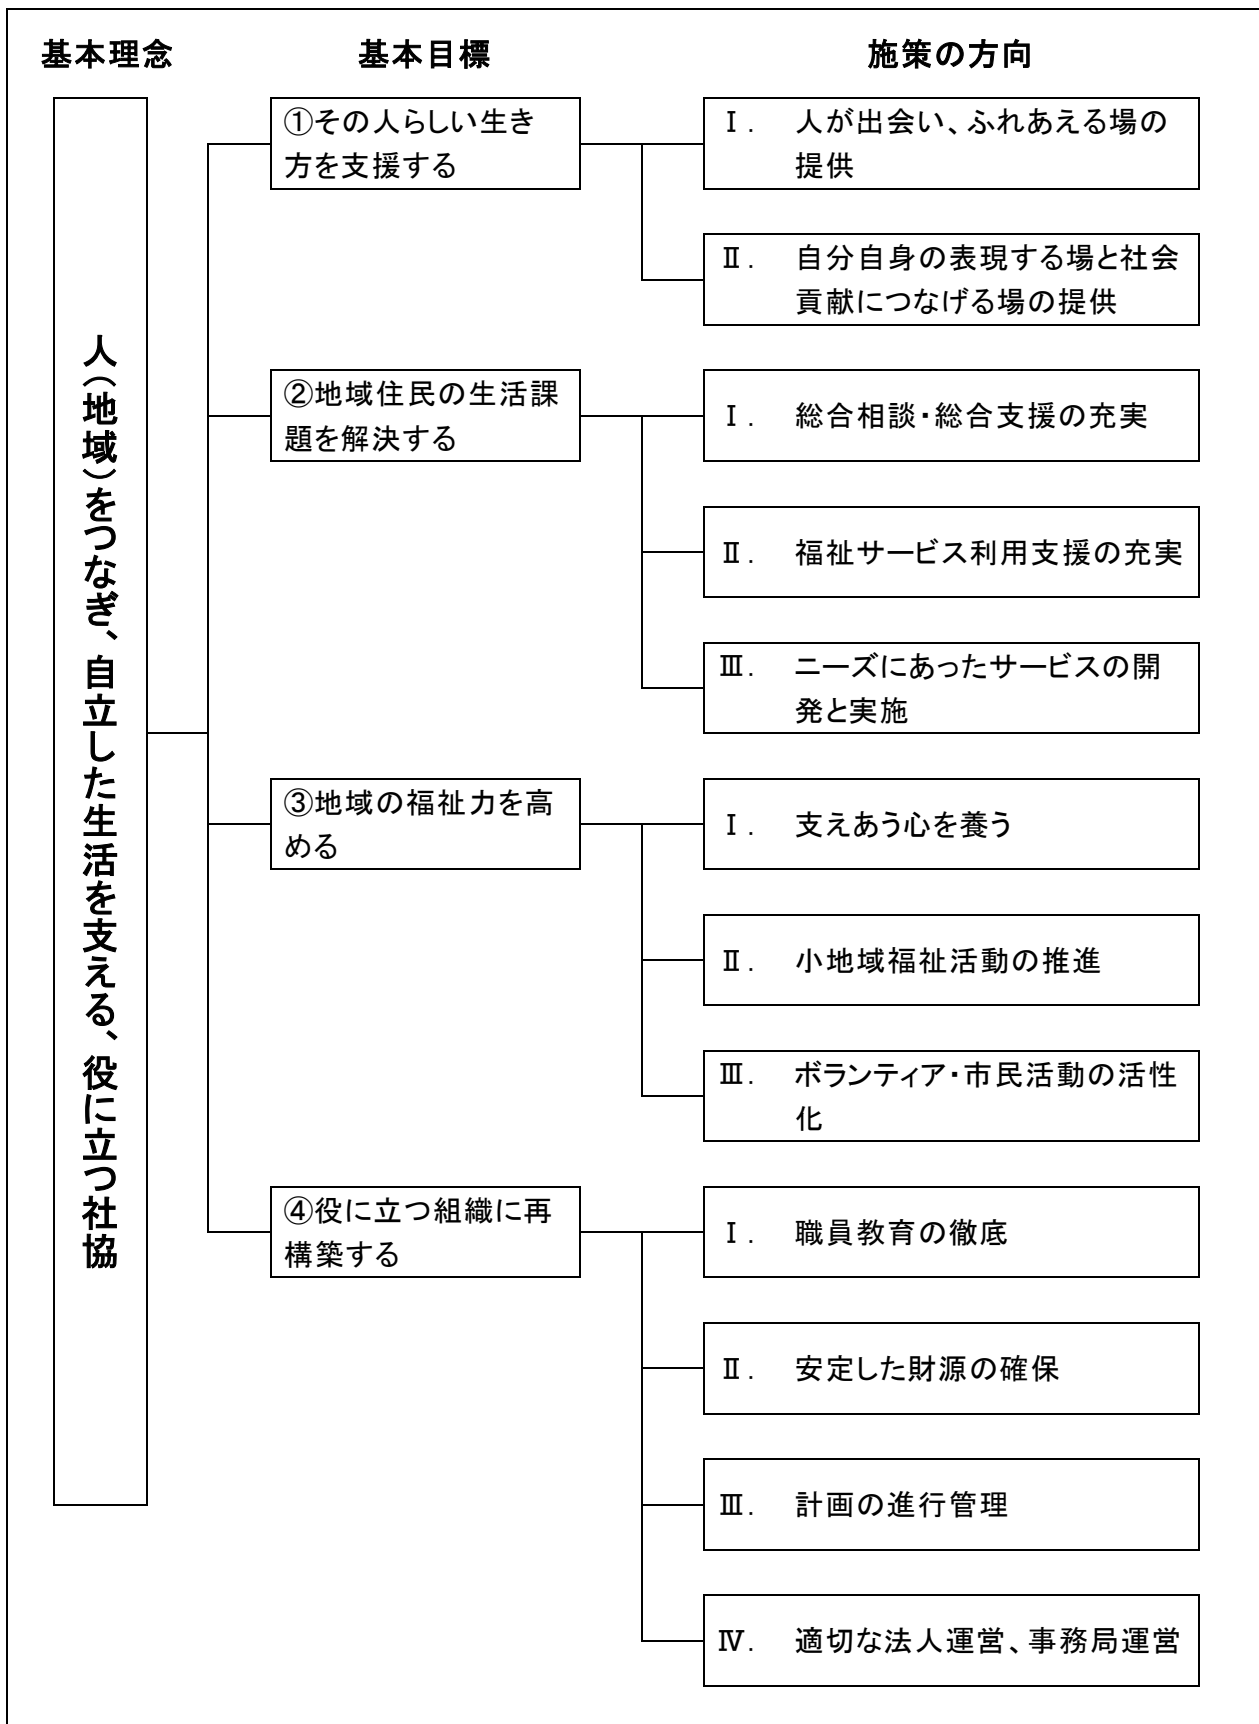 基本理念
基本目標
施策の方向
人（地域）をつなぎ、自立した生活を支える、役に立つ社協
①その人らしい生き
方を支援する
Ⅰ． 人が出会い、ふれあえる場の
提供
Ⅱ． 自分自身の表現する場と社会
貢献につなげる場の提供
②地域住民の生活課
題を解決する
Ⅰ． 総合相談・総合支援の充実
Ⅱ． 福祉サービス利用支援の充実
Ⅲ． ニーズにあったサービスの開
発と実施
③地域の福祉力を高
める
Ⅰ． 支えあう心を養う
Ⅱ． 小地域福祉活動の推進
Ⅲ． ボランティア・市民活動の活性
化
④役に立つ組織に再
構築する
Ⅰ． 職員教育の徹底
Ⅱ． 安定した財源の確保
Ⅲ． 計画の進行管理
Ⅳ． 適切な法人運営、事務局運営